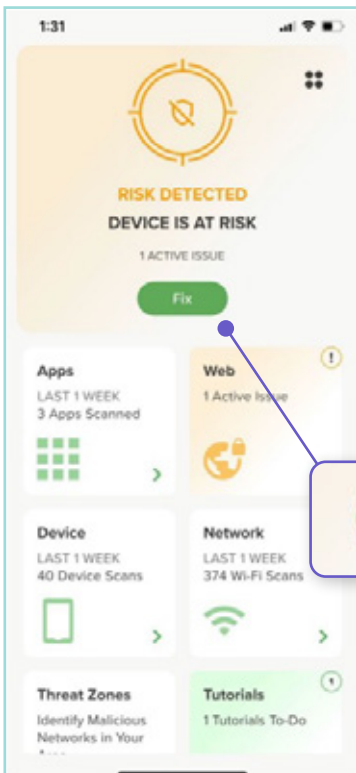 1:31
RISK DETECTED
DEVICE IS AT RISK
1 ACTIVE ISSUE
Fix
Apps
LAST 1 WEEK
3 Apps Scanned
Web
1 Active Issue
Device
LAST 1 WEEK
40 Device Scans
Network
LAST 1 WEEK
374 Wi-Fi Scans
Threat Zones
Identify Malicious
Networks in Your
Tutorials
1
1 Tutorials To-Do